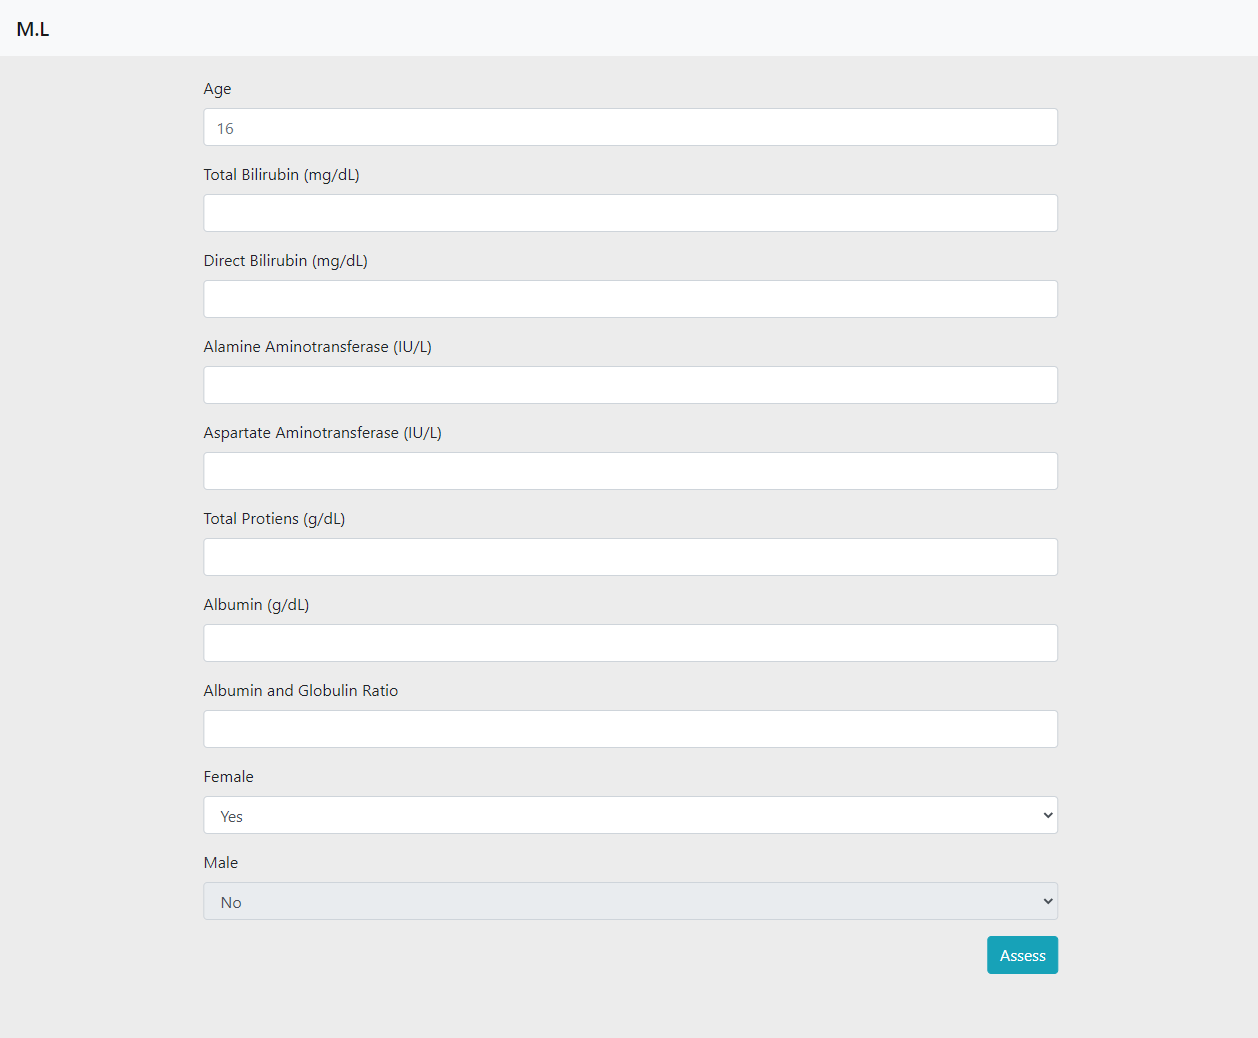 M.L
Age
16
Total Bilirubin (mg/dL)
Direct Bilirubin (mg/dL)
Alamine Aminotransferase (IU/L)
Aspartate Aminotransferase (IU/L)
Total Protiens (g/dL)
Albumin (g/dL)
Albumin and Globulin Ratio
Female
Yes
Male
No
Assess